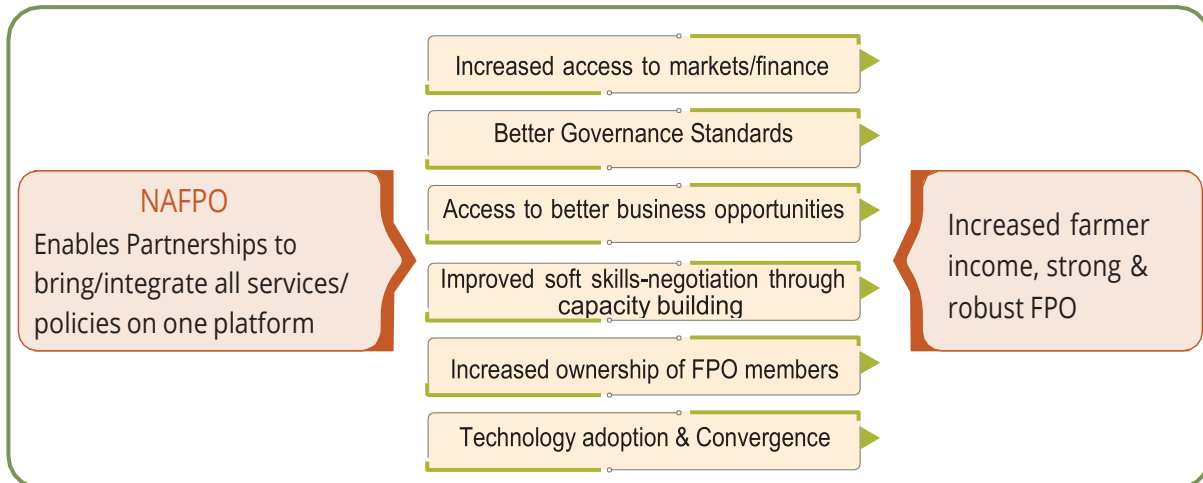 NAFPO
Enables Partnerships to
bring/integrate all services/
policies on one platform
Increased access to markets/finance
Better Governance Standards
Access to better business opportunities
Improved soft skills-negotiation through
capacity building
Increased ownership of FPO members
Technology adoption & Convergence
Increased farmer
income, strong &
robust FPO